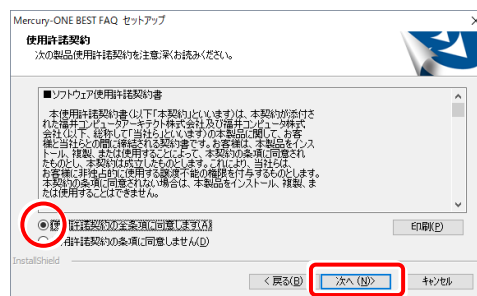 Mercury-ONE BEST FAQ セットアップ
使用許諾契約
次の製品使用許諾契約を注意深くお読みください。
■ソフトウェア使用許諾契約書
本使用許諾契約書(以下「本契約」といいます)は、本契約が添付さ
れた福井コンピュータアーキテクト株式会社及び福井コンピュータ株式
会社(以下、総称して「当社ら」といいます)の本製品に関して、お客
様と当社らとの間に締結される契約書です。お客様は、本製品をインス
トール、複製、または使用することによって、本契約の条項に同意され
たものとし、本契約は成立したものとします。これにより、当社らは、
お客様に非独占的に使用する譲渡不能の権限を付与するものとします。
本契約の条項に同意されない場合は、本製品をインストール、複製、ま
たは使用することはできません。
使用許諾契約の全条項に同意します(A)
印刷(P)
用許諾契約の条項に同意しません(D)
InstallShield
< 戻る(B)
次へ (N)>
キャンセル